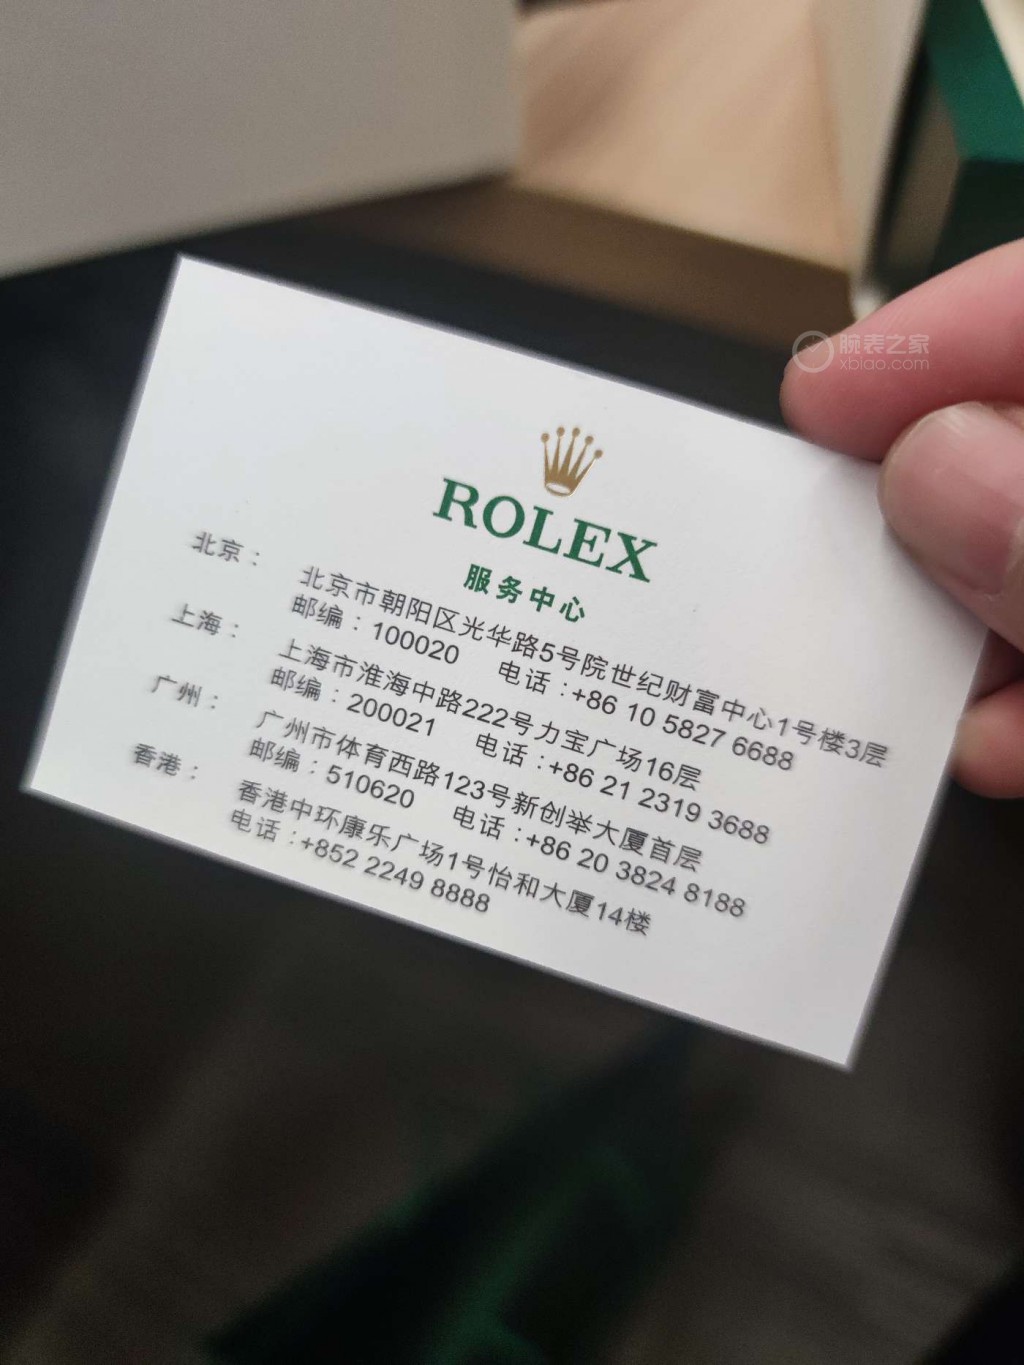 腕表之家
xbiao.com
ROLEX
服务中心
北京： 北京市朝阳区光华路5号院世纪财富中心1号楼3层
邮编：100020 电话：+86 10 5827 6688
上海： 上海市淮海中路222号力宝广场16层
邮编：200021 电话：+86 21 2319 3688
广州： 广州市体育西路123号新创举大厦首层
邮编：510620 电话：+86 20 3824 8188
香港： 香港中环康乐广场1号怡和大厦14楼
电话：+852 2249 8888